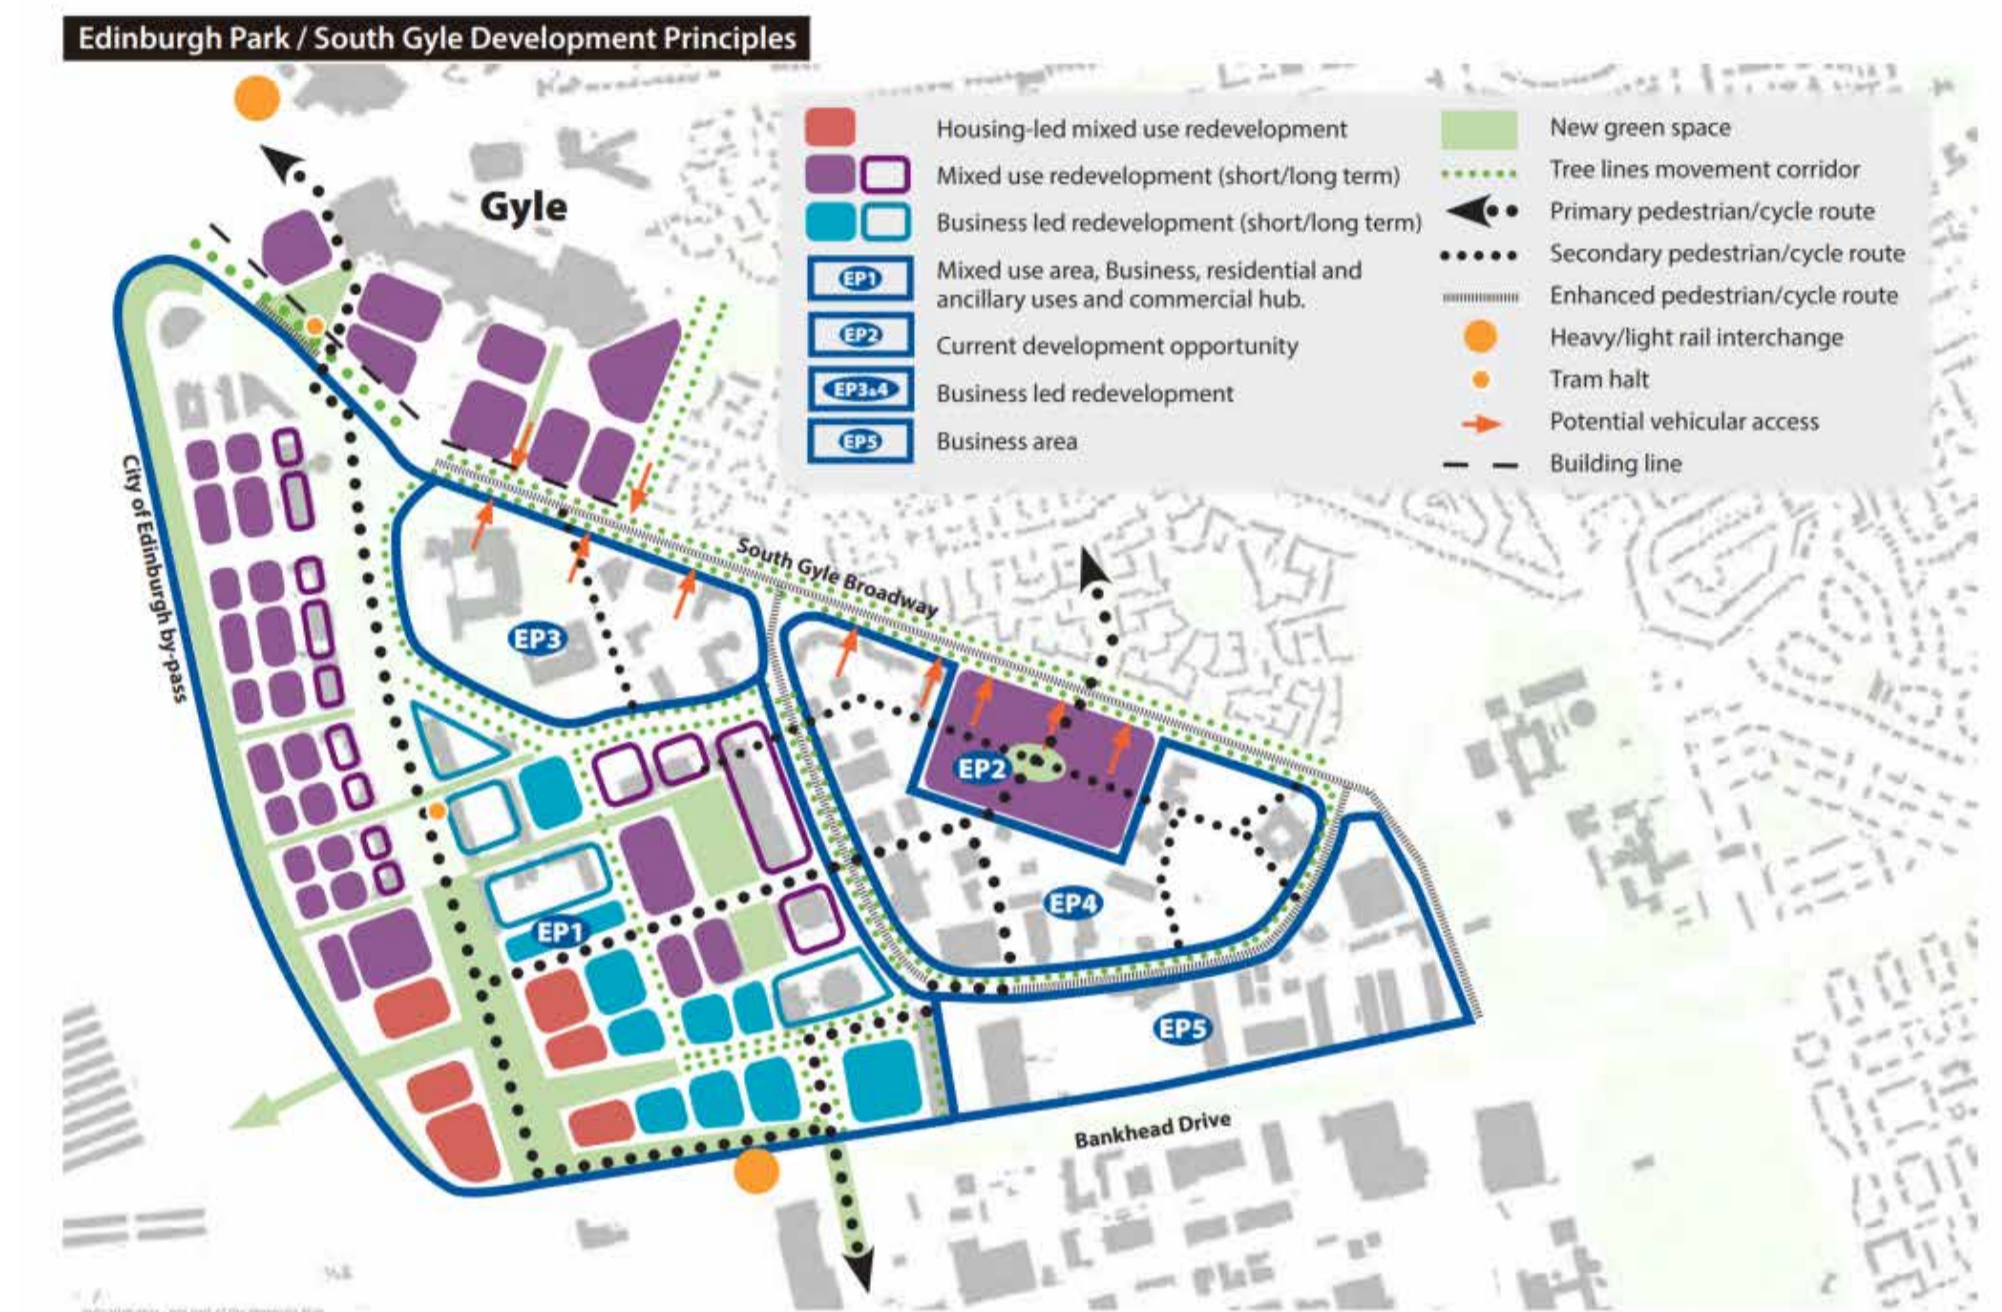 Edinburgh Park / South Gyle Development Principles
Housing-led mixed use redevelopment
Mixed use redevelopment (short/long term)
Business led redevelopment (short/long term)
EP1
Mixed use area, Business, residential and
ancillary uses and commercial hub.
EP2
Current development opportunity
EP3&4
Business led redevelopment
EP5
Business area
New green space
Tree lines movement corridor
Primary pedestrian/cycle route
Secondary pedestrian/cycle route
Enhanced pedestrian/cycle route
Heavy/light rail interchange
Tram halt
Potential vehicular access
Building line
Gyle
City of Edinburgh by-pass
South Gyle Broadway
EP3
EP2
EP4
EP1
EP5
Bankhead Drive